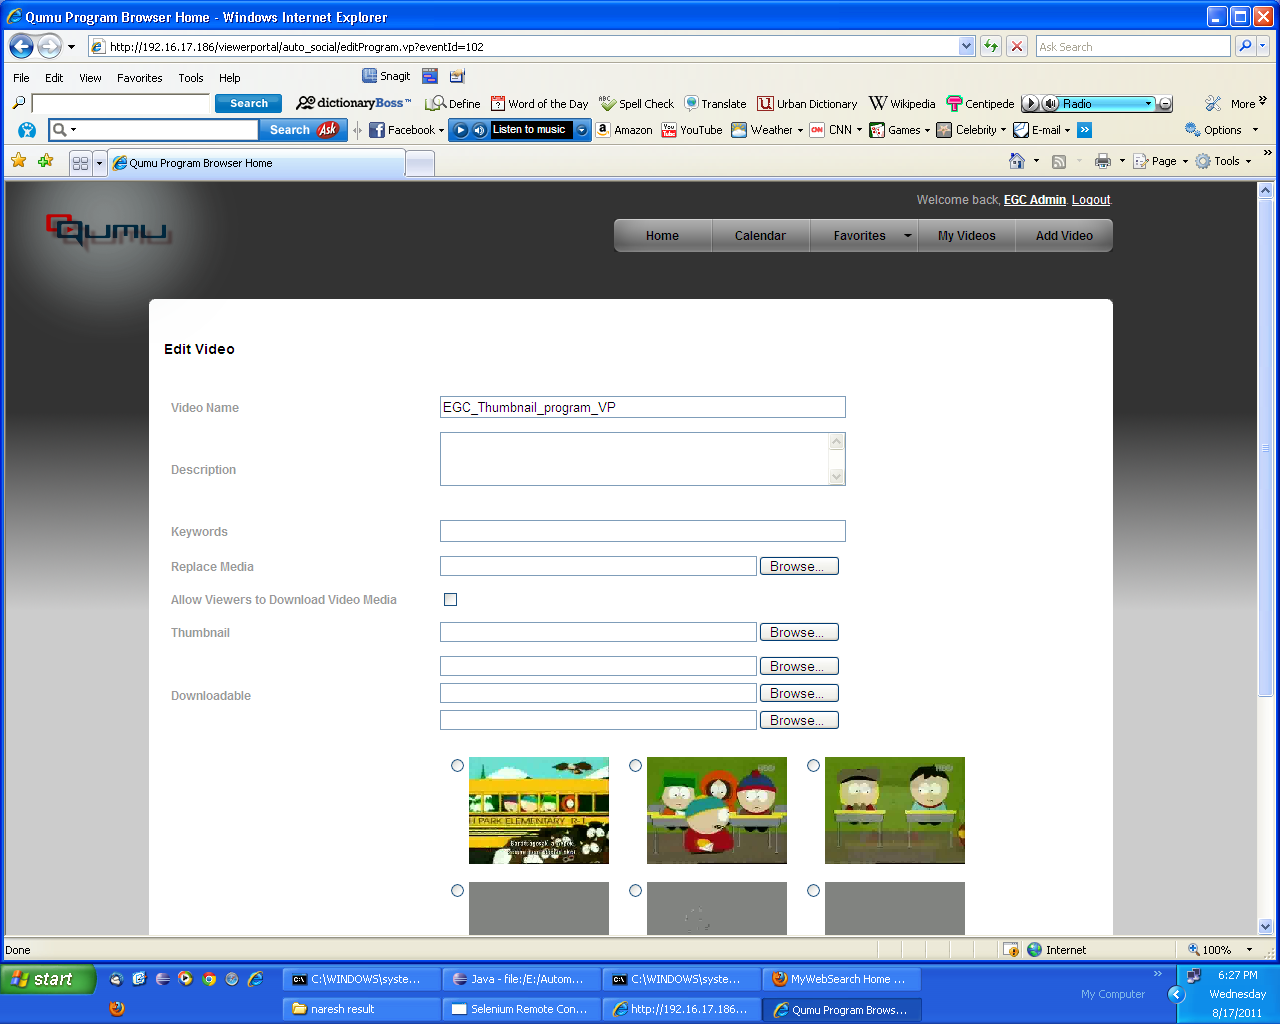 Qumu Program Browser Home - Windows Internet Explorer
http://192.16.17.186/viewerportal/auto_social/editProgram.vp?eventId=102
Ask Search
File Edit View Favorites Tools Help Snagit
Search dictionaryBoss™ Define Word of the Day Spell Check Translate Urban Dictionary Wikipedia Centipede Radio More
Search Ask Facebook Listen to music Amazon YouTube Weather CNN Games Celebrity E-mail Options
Qumu Program Browser Home Page Tools
Welcome back, EGC Admin. Logout.
Qumu
Home Calendar Favorites My Videos Add Video
Edit Video
Video Name EGC_Thumbnail_program_VP
Description
Keywords
Replace Media Browse...
Allow Viewers to Download Video Media
Thumbnail Browse...
Browse...
Downloadable Browse...
Browse...
H PARK ELEMENTARY R-1
Done Internet 100%
start C:\WINDOWS\syste... Java - file:/E:/Autom... C:\WINDOWS\syste... MyWebSearch Home ... 6:27 PM
My Computer Wednesday
naresh result Selenium Remote Con... http://192.16.17.186... Qumu Program Brows... 8/17/2011